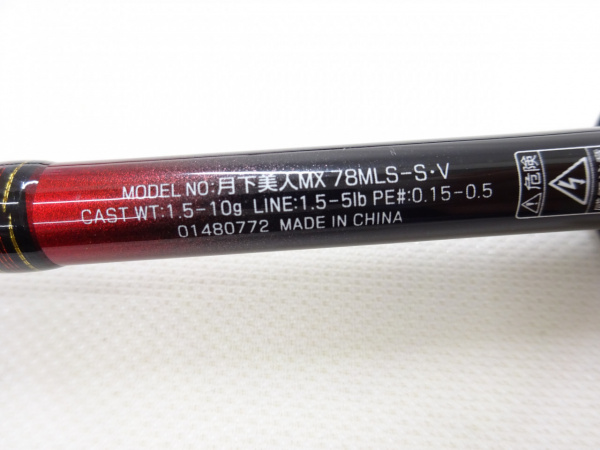 MODEL NO:月下美人MX 78MLS-S・V
CAST WT:1.5-10g LINE:1.5-5lb PE#:0.15-0.5
01480772 MADE IN CHINA
危険